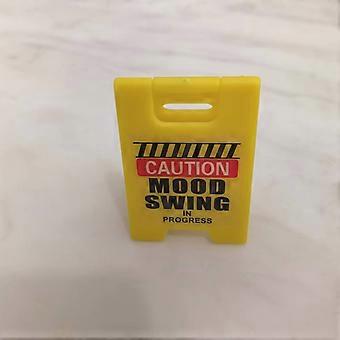 CAUTION
MOOD
SWING
IN
PROGRESS